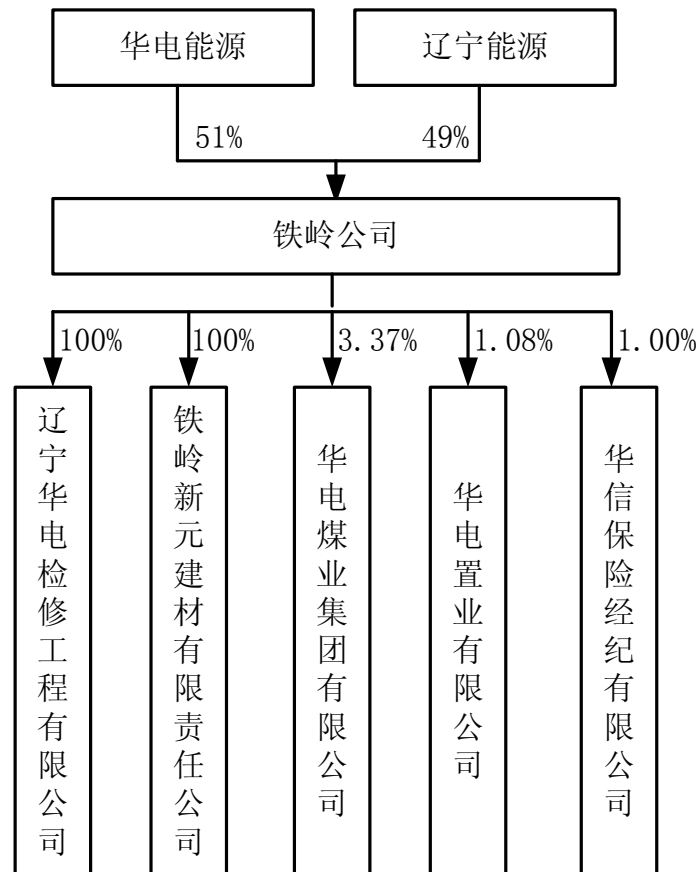 华电能源
辽宁能源
51%
49%
铁岭公司
100%
100%
3.37%
1.08%
1.00%
辽宁华电检修工程有限公司
铁岭新元建材有限责任公司
华电煤业集团有限公司
华电置业有限公司
华信保险经纪有限公司